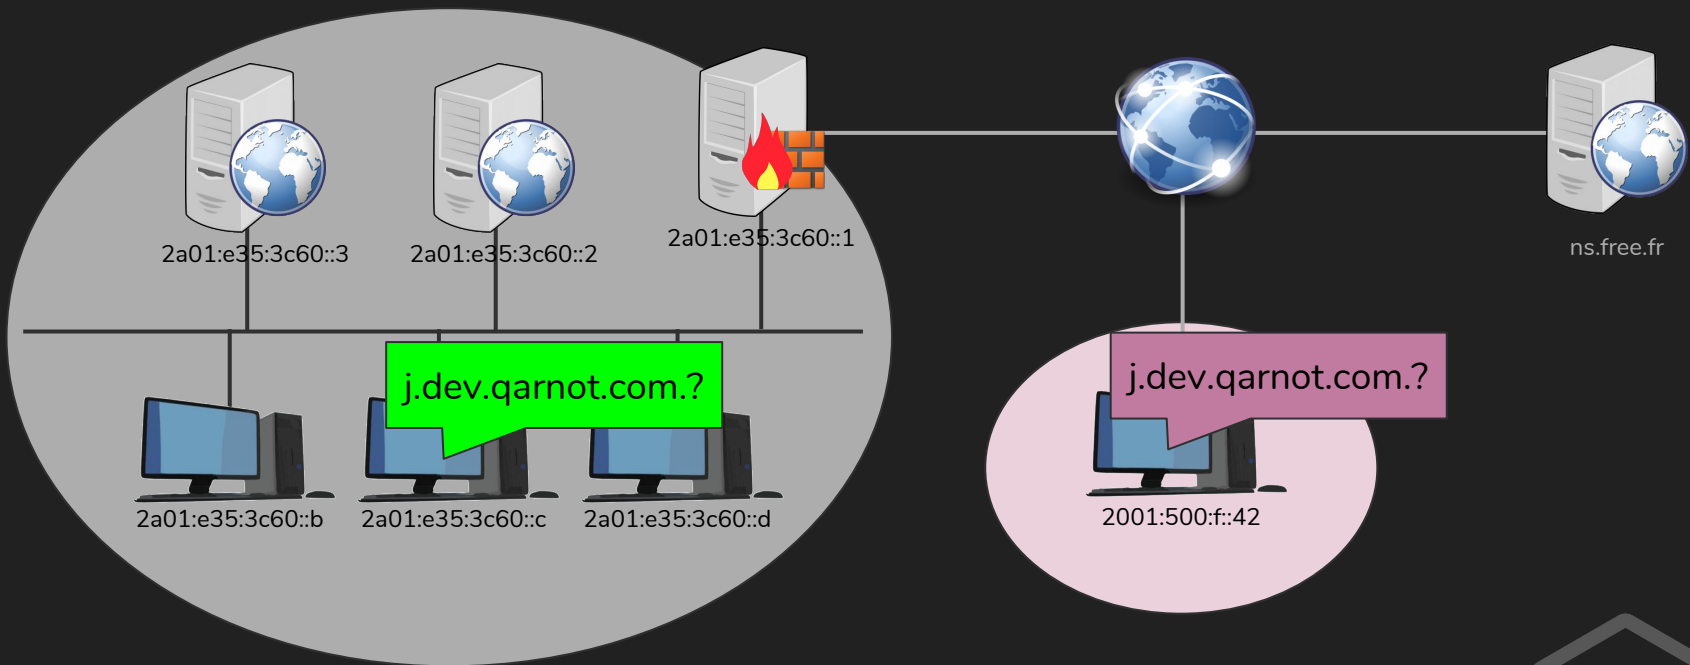 2a01:e35:3c60::3
2a01:e35:3c60::2
2a01:e35:3c60::1
ns.free.fr
j.dev.qarnot.com.?
j.dev.qarnot.com.?
2a01:e35:3c60::b
2a01:e35:3c60::c
2a01:e35:3c60::d
2001:500:f::42